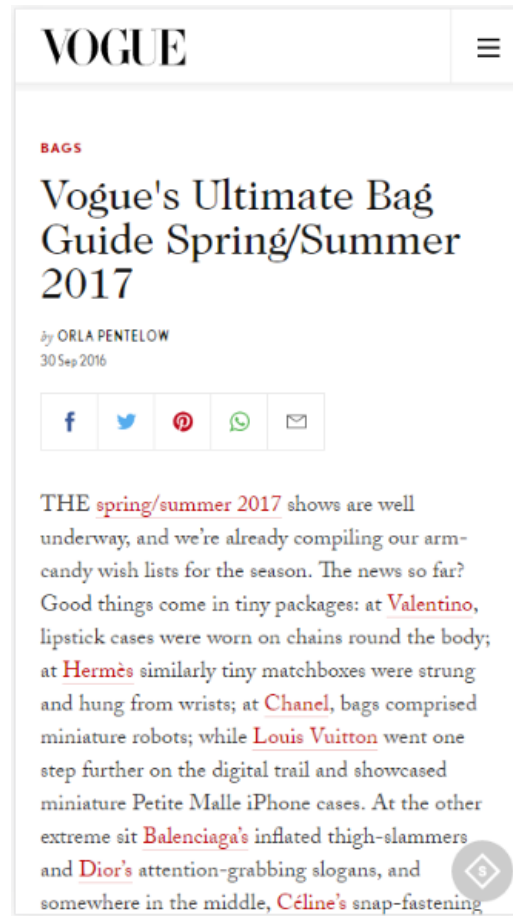 VOGUE
BAGS
Vogue's Ultimate Bag
Guide Spring/Summer
2017
by ORLA PENTELOW
30 Sep 2016
THE spring/summer 2017 shows are well
underway, and we're already compiling our arm-
candy wish lists for the season. The news so far?
Good things come in tiny packages: at Valentino,
lipstick cases were worn on chains round the body;
at Hermès similarly tiny matchboxes were strung
and hung from wrists; at Chanel, bags comprised
miniature robots; while Louis Vuitton went one
step further on the digital trail and showcased
miniature Petite Malle iPhone cases. At the other
extreme sit Balenciaga's inflated thigh-slammers
and Dior's attention-grabbing slogans, and
S
somewhere in the middle, Céline's snap-fastening